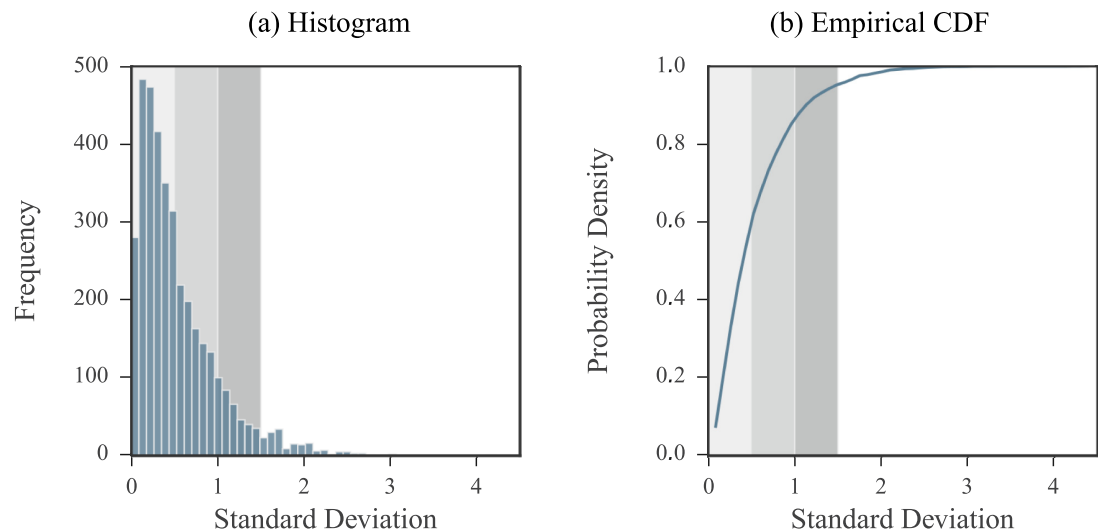 (a) Histogram
500
400
300
200
100
0
Frequency
0 1 2 3 4
Standard Deviation
(b) Empirical CDF
1.0
0.8
0.6
0.4
0.2
0.0
Probability Density
0 1 2 3 4
Standard Deviation